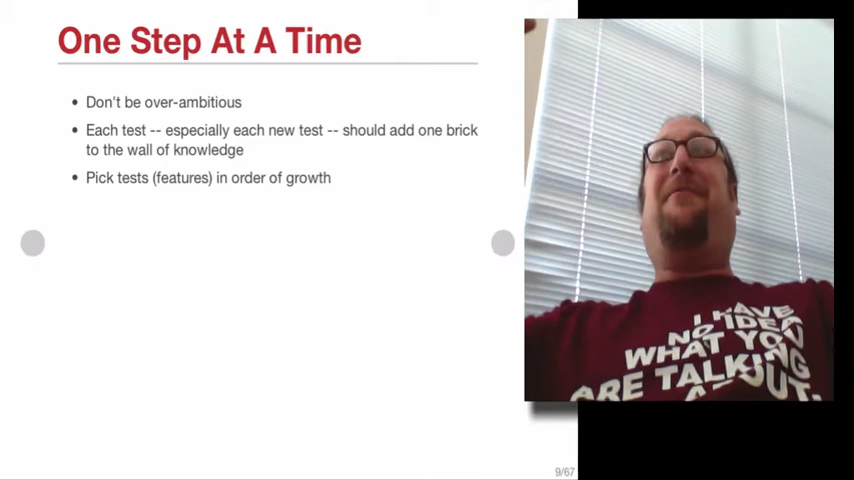 One Step At A Time
• Don't be over-ambitious
• Each test -- especially each new test -- should add one brick
to the wall of knowledge
• Pick tests (features) in order of growth
I HAVE
NO IDEA
WHAT YOU
ARE TALKING
ABOUT.
9/67